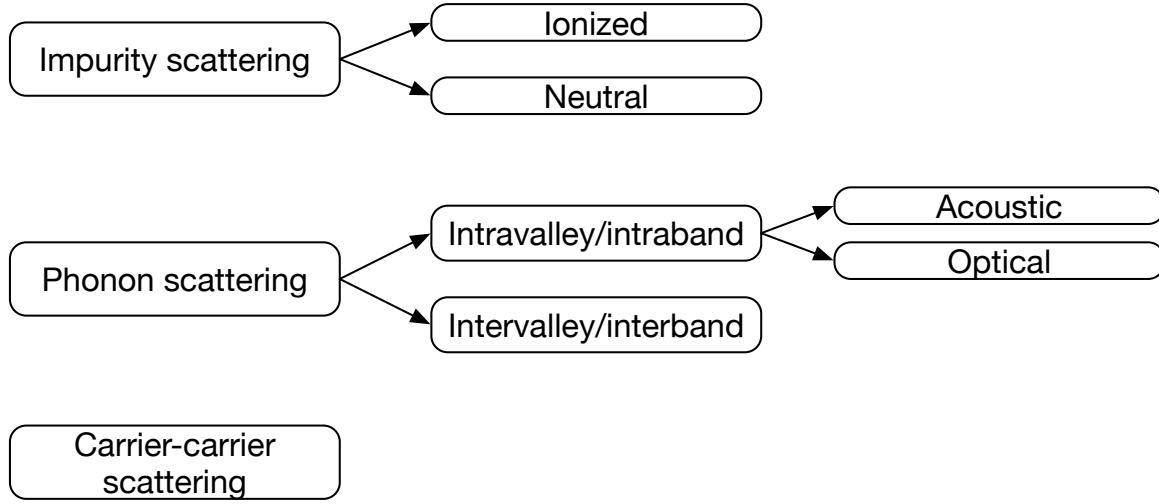 Impurity scattering
Ionized
Neutral
Phonon scattering
Intravalley/intraband
Acoustic
Optical
Intervalley/interband
Carrier-carrier
scattering